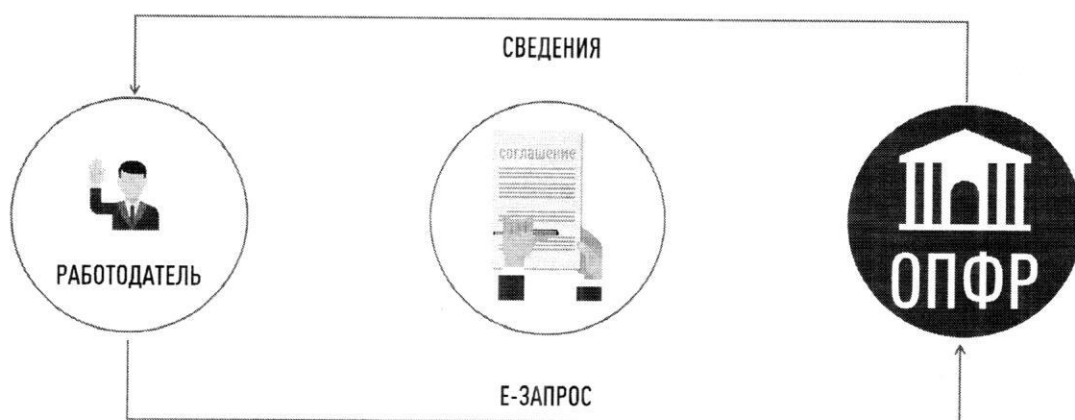 СВЕДЕНИЯ
соглашение
РАБОТОДАТЕЛЬ
ОПФР
Е-ЗАПРОС